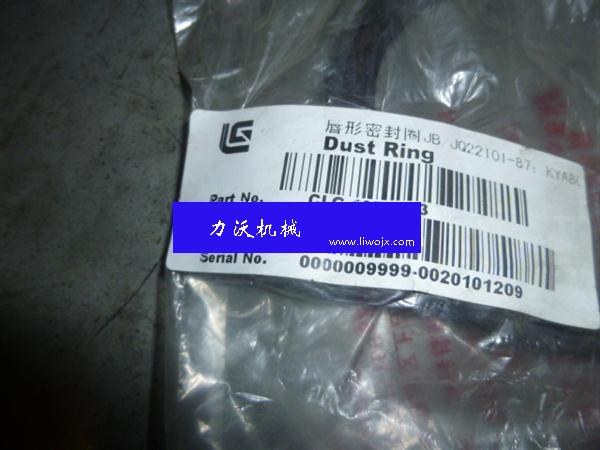 唇形密封圈JB/JQ22101-87; KYABC
Dust Ring
Part No.
力沃机械
www.liwojx.com
Serial No.
0000009999-0020101209